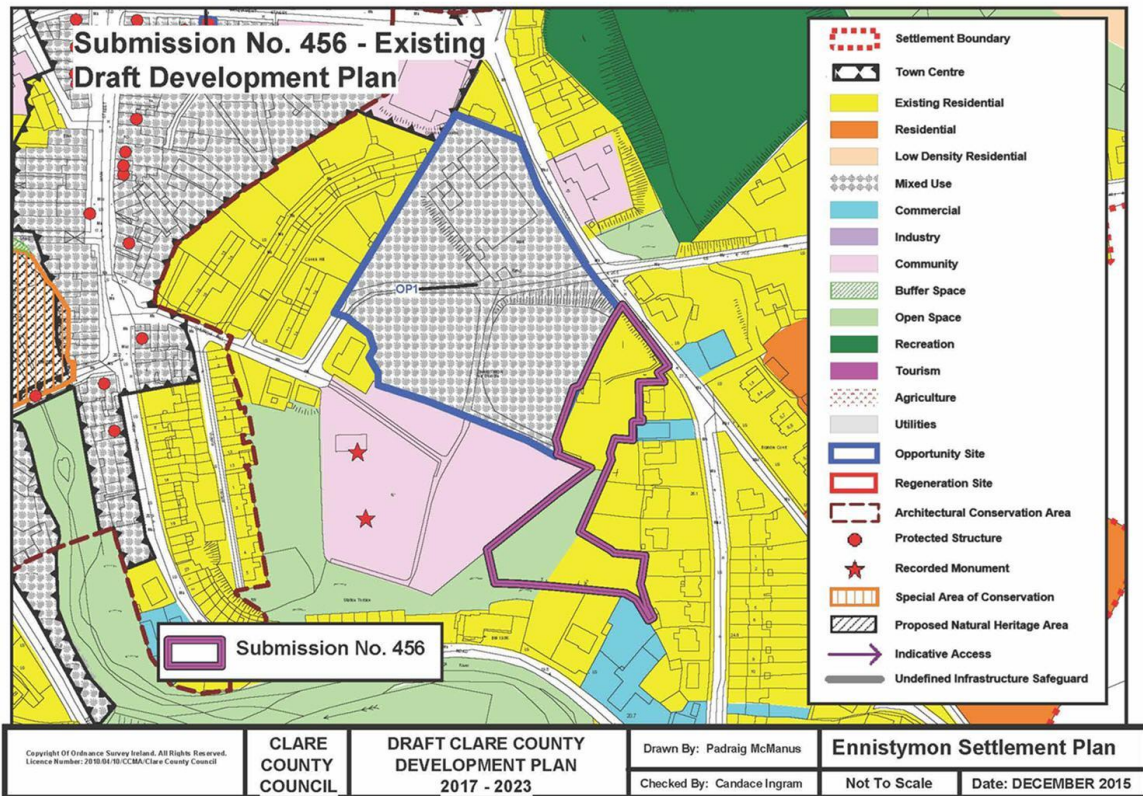 Submission No. 456 - Existing
Draft Development Plan
OP1
Submission No. 456
Settlement Boundary
Town Centre
Existing Residential
Residential
Low Density Residential
Mixed Use
Commercial
Industry
Community
Buffer Space
Open Space
Recreation
Tourism
Agriculture
Utilities
Opportunity Site
Regeneration Site
Architectural Conservation Area
Protected Structure
Recorded Monument
Special Area of Conservation
Proposed Natural Heritage Area
Indicative Access
Undefined Infrastructure Safeguard
Copyright Of Ordnance Survey Ireland. All Rights Reserved.
Licence Number: 2010/04/10/CCMA/Clare County Council
CLARE
COUNTY
COUNCIL
DRAFT CLARE COUNTY
DEVELOPMENT PLAN
2017 - 2023
Drawn By: Padraig McManus
Checked By: Candace Ingram
Ennistymon Settlement Plan
Not To Scale
Date: DECEMBER 2015